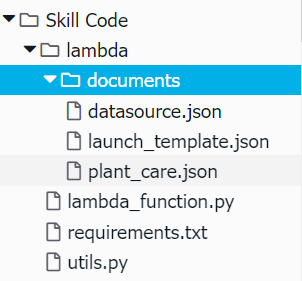 Skill Code
lambda
documents
datasource.json
launch_template.json
plant_care.json
lambda_function.py
requirements.txt
utils.py